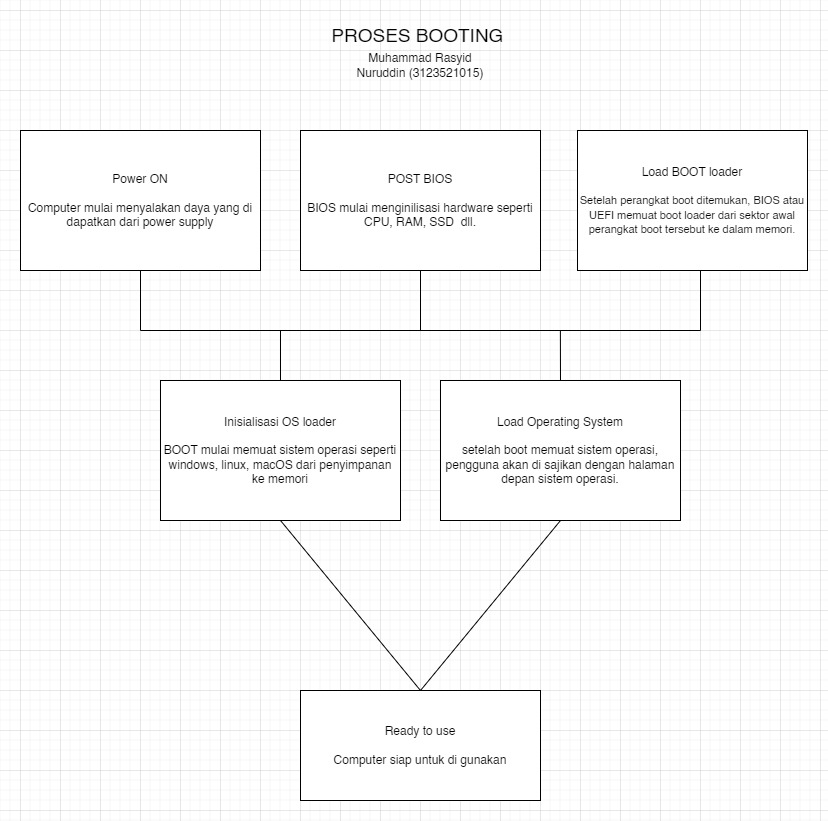 PROSES BOOTING
Muhammad Rasyid
Nuruddin (3123521015)
Power ON
Computer mulai menyalakan daya yang di
dapatkan dari power supply
POST BIOS
BIOS mulai menginilisasi hardware seperti
CPU, RAM, SSD dll.
Load BOOT loader
Setelah perangkat boot ditemukan, BIOS atau
UEFI memuat boot loader dari sektor awal
perangkat boot tersebut ke dalam memori.
Inisialisasi OS loader
BOOT mulai memuat sistem operasi seperti
windows, linux, macOS dari penyimpanan
ke memori
Load Operating System
setelah boot memuat sistem operasi,
pengguna akan di sajikan dengan halaman
depan sistem operasi.
Ready to use
Computer siap untuk di gunakan